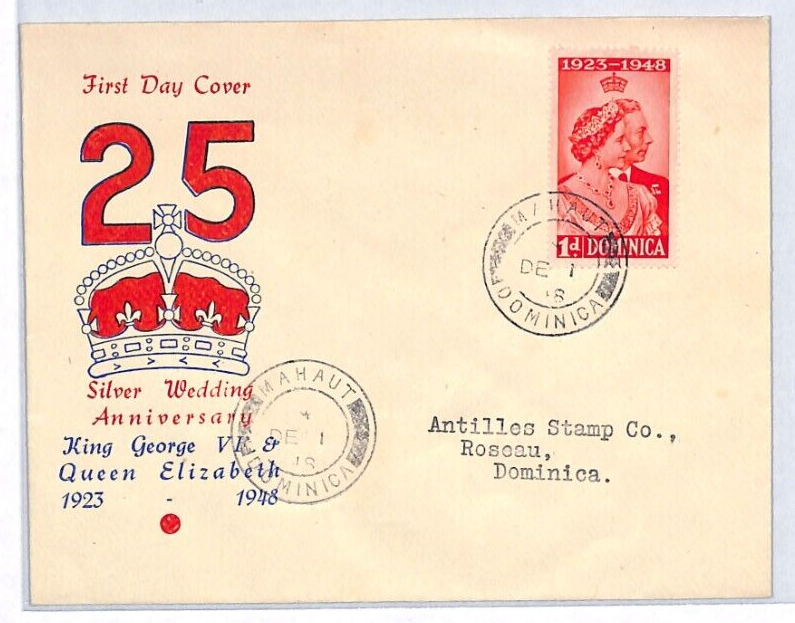 First Day Cover
25
Silver Wedding
Anniversary
King George VI &
Queen Elizabeth
1923 - 1948
1923-1948
1d DOMINICA
MAHAUT
DE 1
48
DOMINICA
MAHAUT
DE 1
48
DOMINICA
Antilles Stamp Co.,
Roseau,
Dominica.